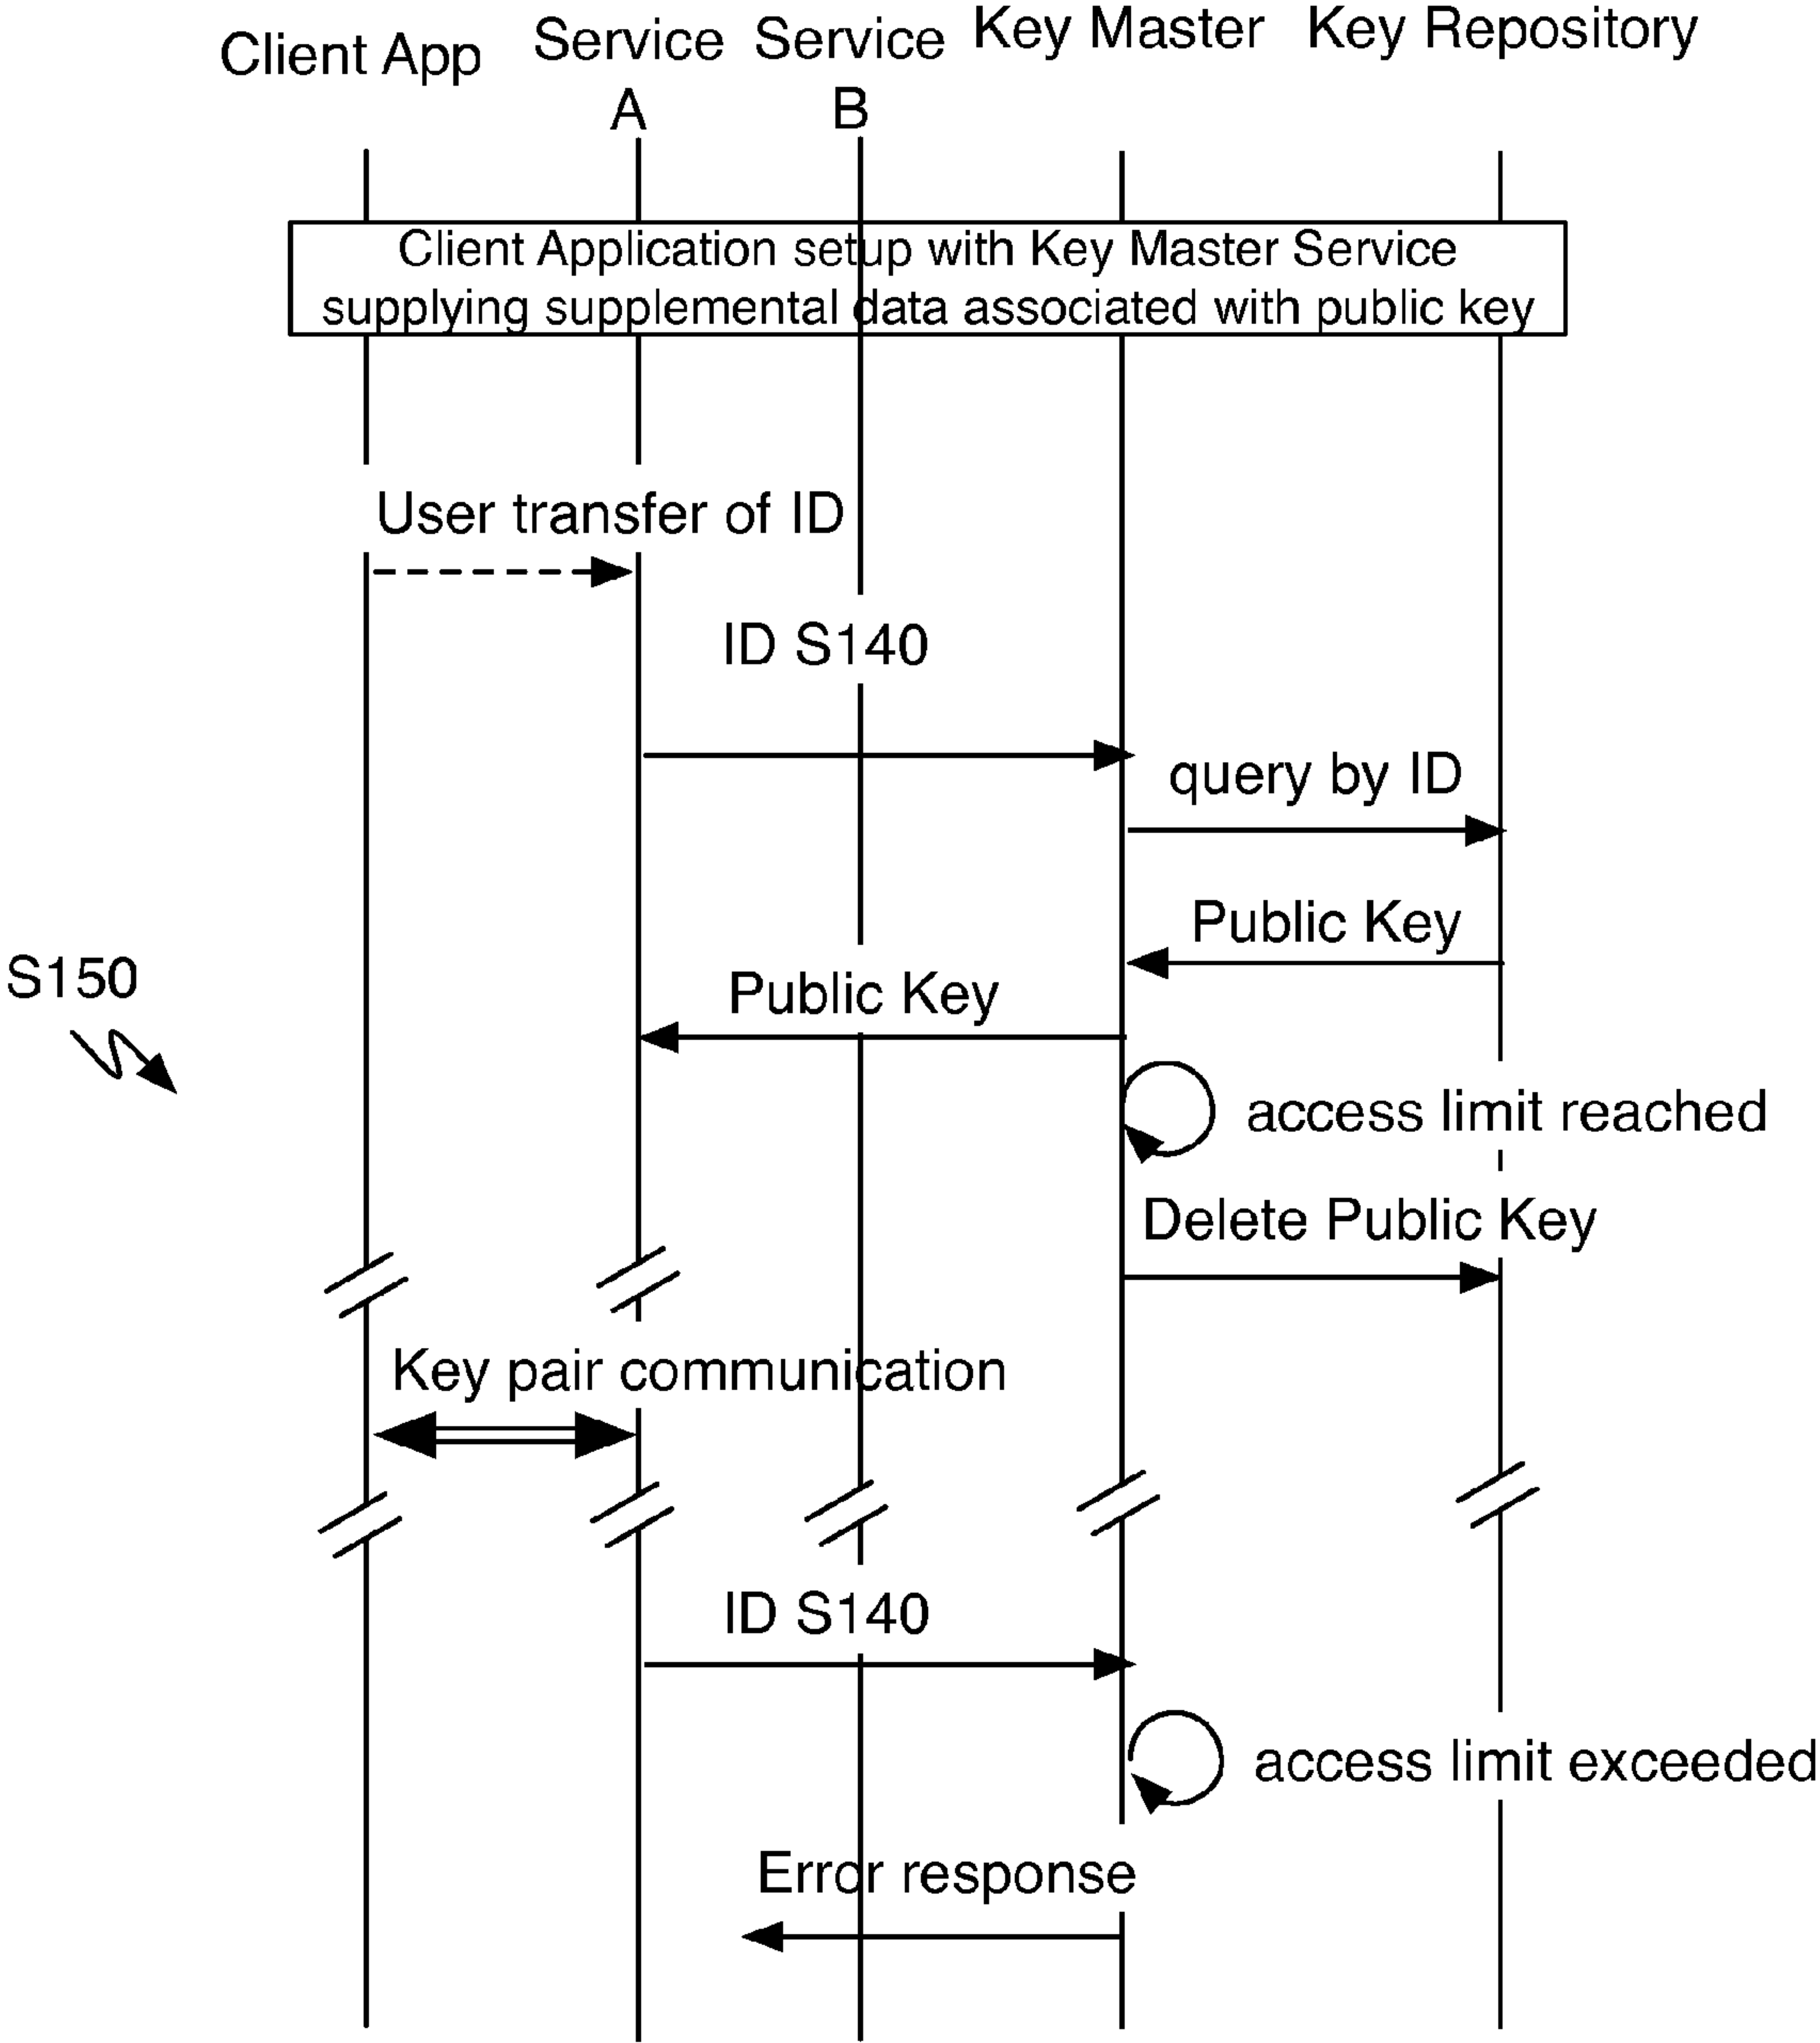 Client App
Service
A
Service
B
Key Master
Key Repository
Client Application setup with Key Master Service
supplying supplemental data associated with public key
User transfer of ID
ID S140
query by ID
Public Key
S150
Public Key
access limit reached
Delete Public Key
Key pair communication
ID S140
access limit exceeded
Error response